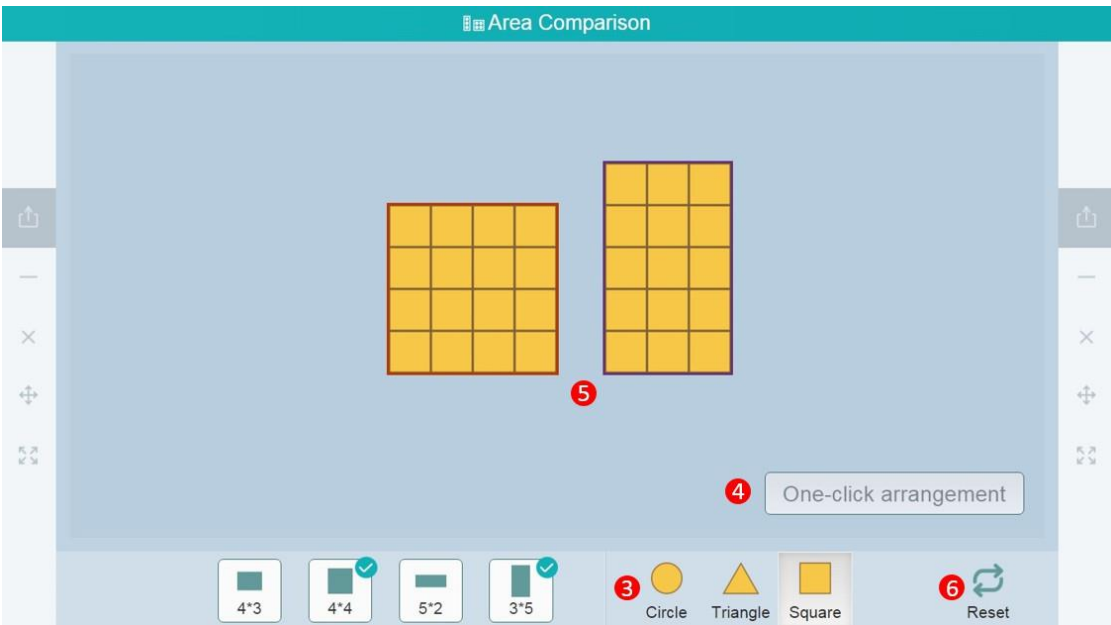 Area Comparison
5
4 One-click arrangement
4*3 4*4 5*2 3*5 3 Circle Triangle Square 6 Reset